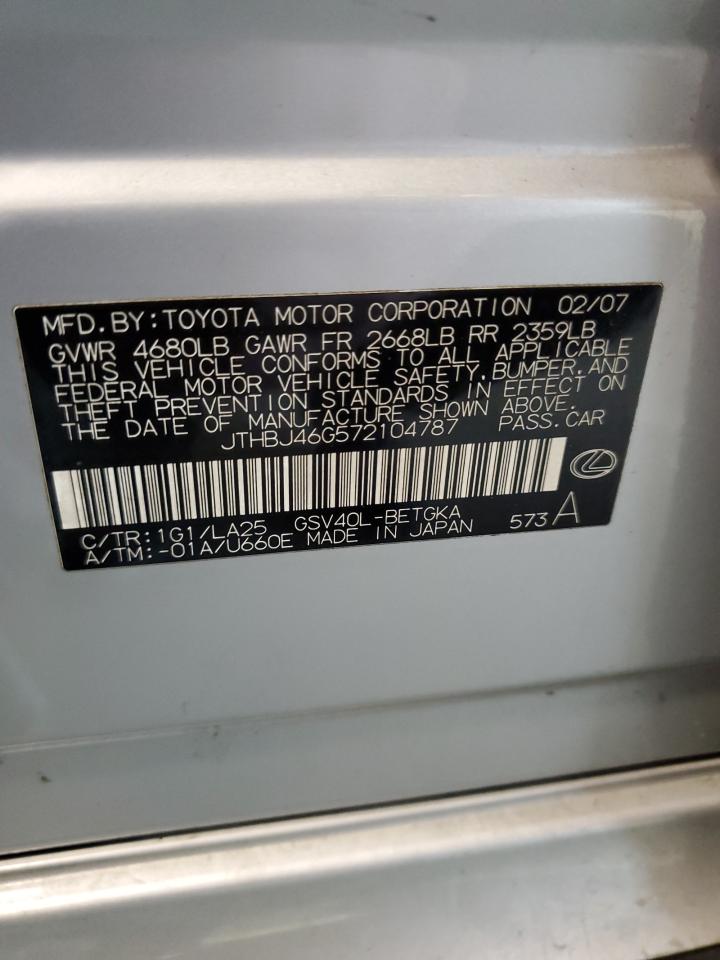 MFD.BY:TOYOTA MOTOR CORPORATION 02/07
GVWR 4680LB GAWR FR 2668LB RR 2359LB
THIS VEHICLE CONFORMS TO ALL APPLICABLE
FEDERAL MOTOR VEHICLE SAFETY,BUMPER,AND
THEFT PREVENTION STANDARDS IN EFFECT ON
THE DATE OF MANUFACTURE SHOWN ABOVE.
JTHBJ46G572104787 PASS.CAR
C/TR:1G1/LA25 GSV40L-BETGKA
A/TM:-01A/U660E MADE IN JAPAN 573 A